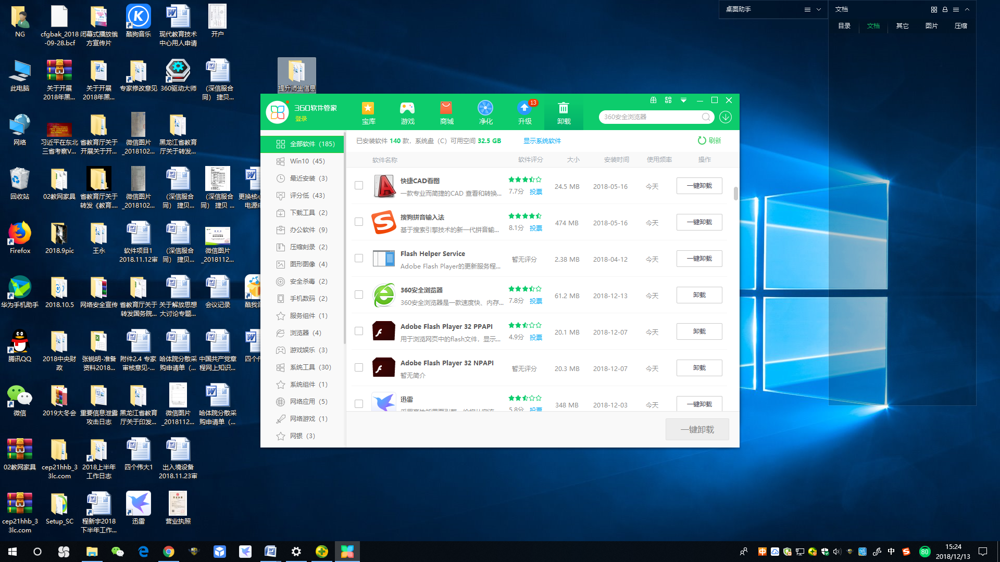 NG
cfgbak_2018
-09-28.bcf
闭幕式播放俄
方宣传片
酷狗音乐
现代教育技术
中心用人申请
开户
此电脑
关于开展
2018年黑...
关于开展
2018年黑...
专家修改意见
360驱动大师
（深信服合
同） 捷贝...
提升师生信息
网络
习近平在东北
三省考察V...
省教育厅关于
开展关于开...
微信图片
_2018102...
黑龙江省教育
厅关于转发...
回收站
02教网家具
省教育厅关于
转发《教育....
微信图片
_2018102...
（深信服合
同） 捷贝...
（深信服合
同） 捷贝 ...
更换核心
Firefox
2018.9pic
王永
软件项目1
2018.11.12审
（深信服合
同） 捷贝...
微信图片
_2018112...
华为手机助手
2018.10.5
网络安全宣传
省教育厅关于
转发国务院...
关于解放思想
大讨论专题...
会议记录
酷我音
腾讯QQ
2018中央财
政
张锐明-准备
资料2018...
附件2.4 专家
审核意见-...
哈体院分散采
购申请单（...
中国共产党章
程网上知识...
四个伟
微信
2019大冬会
重要信息泄露
攻击日志
黑龙江省教育
厅关于印发...
微信图片
_2018112...
哈体院分散采
购申请单（...
02教网家具
cep21hhb_3
3lc.com
2018上半年
工作日志
四个伟大1
出入境设备
2018.11.23审
cep21hhb_3
3lc.com
Setup_SC
程新宇2018
下半年工作...
迅雷
营业执照
桌面助手
文档
目录 文档 其它 图片 压缩
360软件管家
登录
宝库
游戏
商城
净化
13
升级
卸载
360安全浏览器
全部软件 (185)
Win10 (45)
最近安装 (3)
评分低 (43)
下载工具 (2)
办公软件 (9)
压缩刻录 (2)
图形图像 (4)
安全杀毒 (2)
手机数码 (2)
服务组件 (1)
浏览器 (4)
游戏娱乐 (3)
系统工具 (30)
系统组件 (1)
网络应用 (5)
网络游戏 (1)
网银 (3)
已安装软件 140 款，系统盘（C）可用空间 32.5 GB 显示系统软件 刷新
软件名称 软件评分 大小 安装时间 使用频率 操作
快捷CAD看图
一款专业而简捷的CAD 查看和转换...
7.7分 投票 24.5 MB 2018-05-16 今天 一键卸载
搜狗拼音输入法
基于搜索引擎技术的新一代拼音输...
8.1分 投票 474 MB 2018-05-16 今天 一键卸载
Flash Helper Service
Adobe Flash Player的更新服务程...
暂无评分 2.38 MB 2018-04-12 今天 一键卸载
360安全浏览器
360安全浏览器是一款速度快、内存...
7.8分 投票 61.2 MB 2018-12-13 今天 卸载
Adobe Flash Player 32 PPAPI
用于浏览网页中的flash文件，显示...
4.9分 投票 20.1 MB 2018-12-07 今天 卸载
Adobe Flash Player 32 NPAPI
暂无简介
暂无评分 20.3 MB 2018-12-07 今天 卸载
迅雷
5.8分 投票 348 MB 2018-12-03 今天 一键卸载
一键卸载
中
80
15:24
2018/12/13